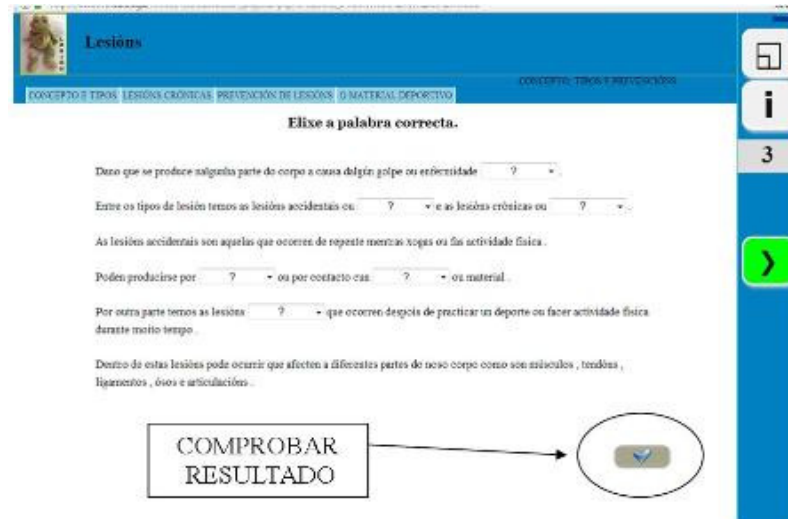 Lesións
CONCEPTO, TIPOS E PREVENCIÓNS
CONCEPTO E TIPOS LESIÓNS CRÓNICAS PREVENCIÓN DE LESIÓNS O MATERIAL DEPORTIVO
Elixe a palabra correcta.
i
3
Dano que se produce nalgunha parte do corpo a causa dalgún golpe ou enfermidade ? .
Entre os tipos de lesión temos as lesións accidentais ou ? e as lesións crónicas ou ? .
As lesións accidentais son aquelas que ocorren de repente mentras xogas ou fas actividade física .
Poden producirse por ? ou por contacto cun ? ou material .
Por outra parte temos as lesións ? que ocorren despois de practicar un deporte ou facer actividade física
durante moito tempo .
Dentro de estas lesións pode ocurrir que afecten a diferentes partes do noso corpo como son músculos , tendóns ,
ligamentos , ósos e articulacións .
COMPROBAR
RESULTADO